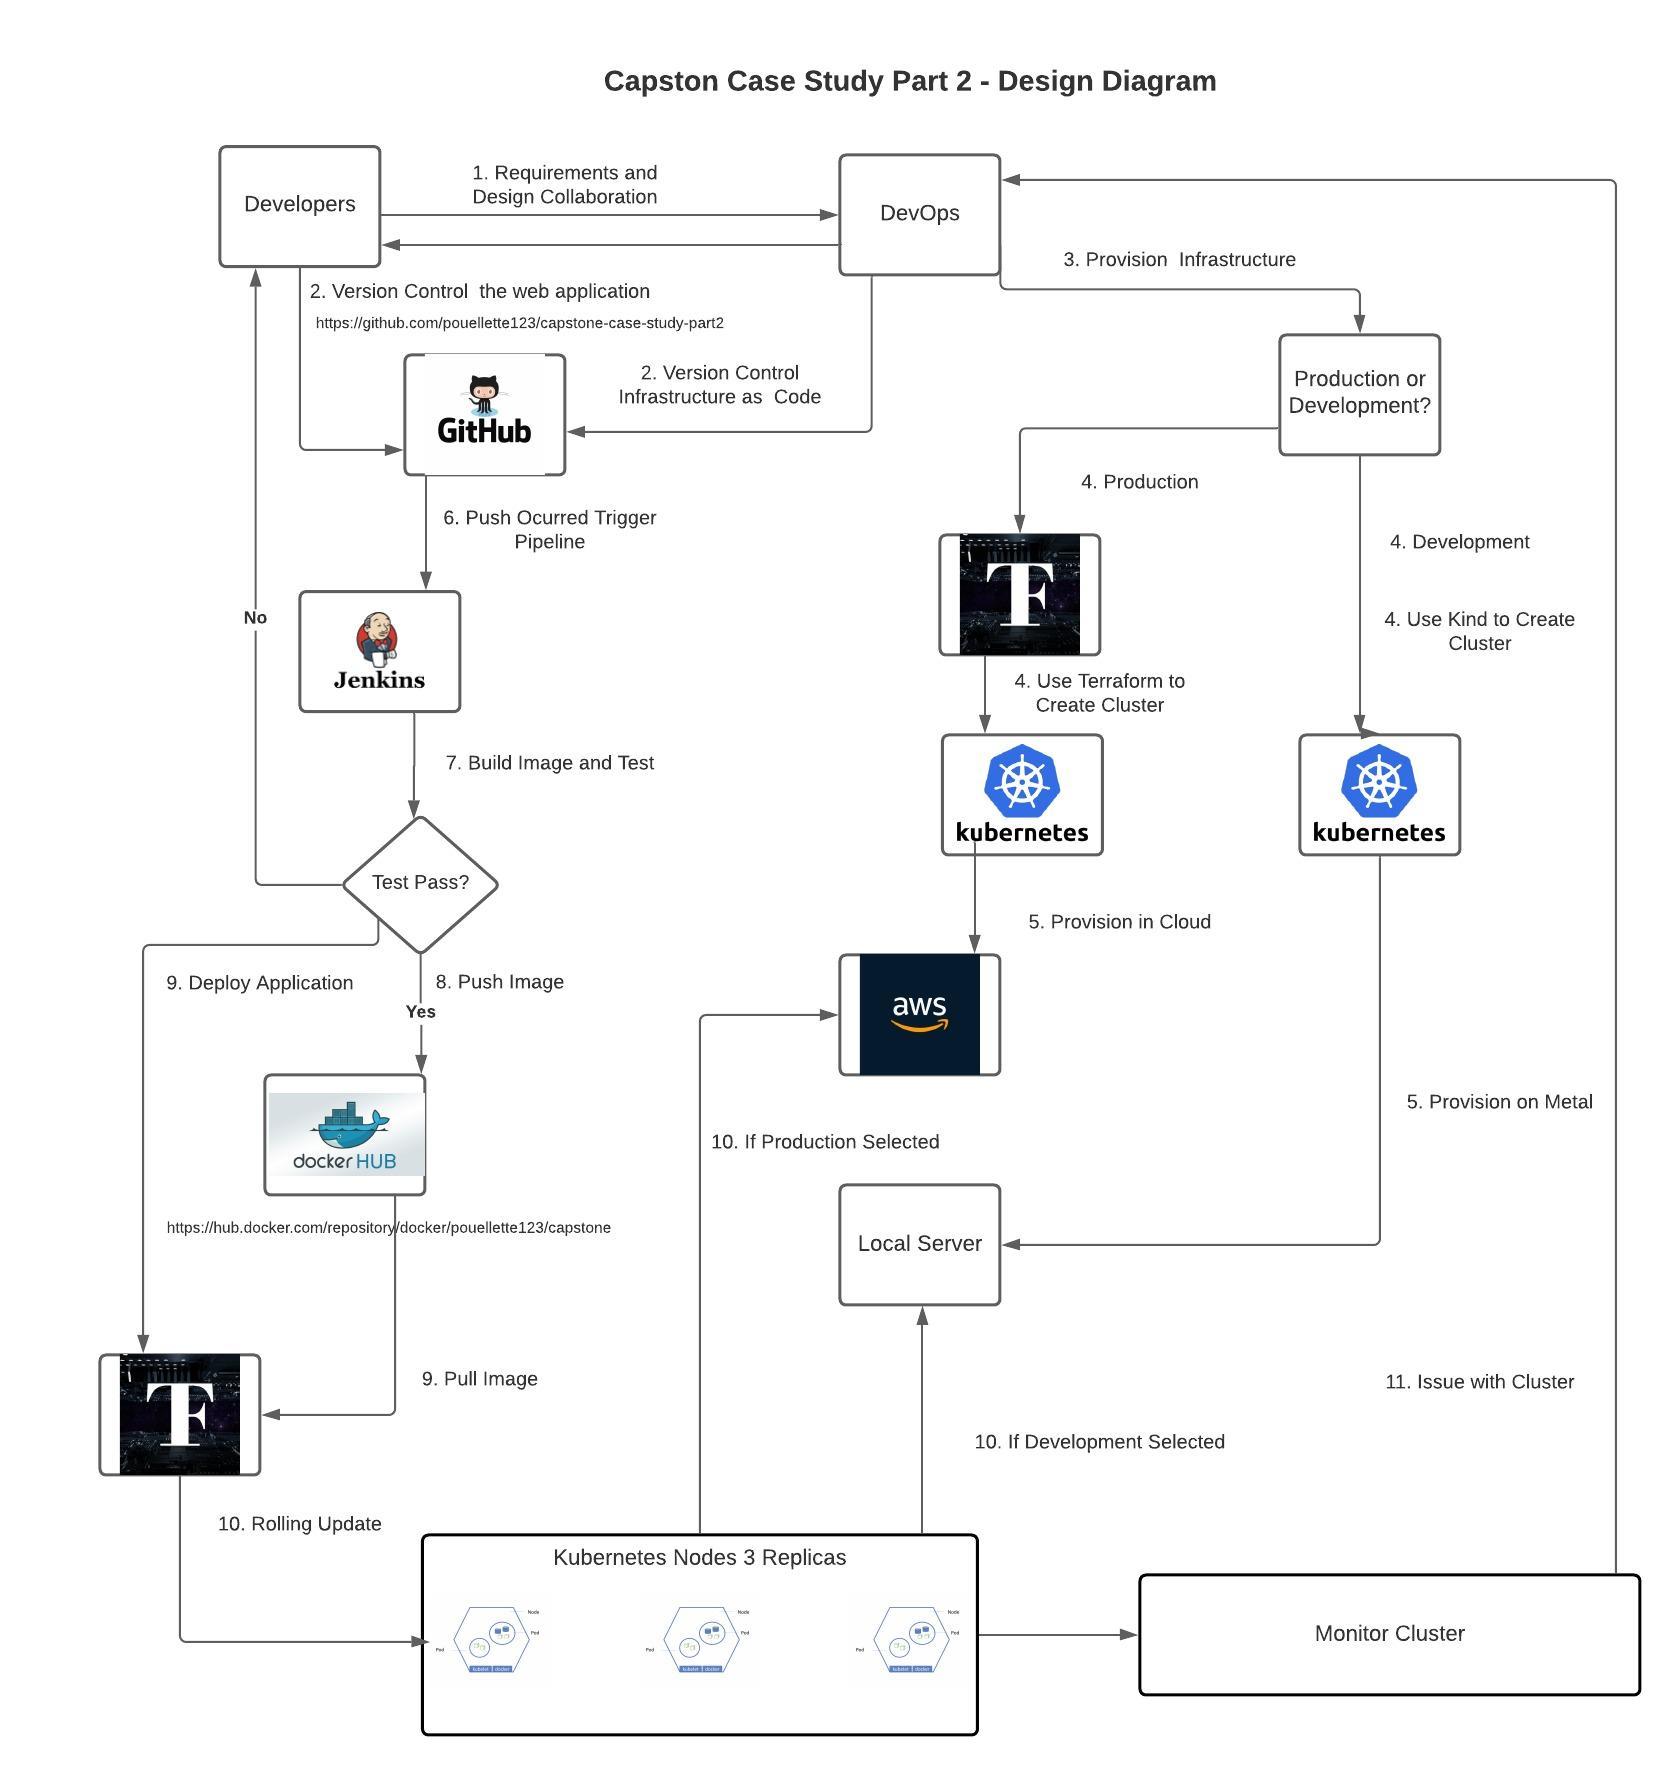 Capston Case Study Part 2 - Design Diagram
Developers
1. Requirements and
Design Collaboration
DevOps
3. Provision  Infrastructure
2. Version Control  the web application
https://github.com/pouellette123/capstone-case-study-part2
GitHub
2. Version Control
Infrastructure as  Code
Production or
Development?
4. Production
6. Push Ocurred Trigger
Pipeline
4. Development
TF
No
4. Use Kind to Create
Cluster
Jenkins
4. Use Terraform to
Create Cluster
7. Build Image and Test
kubernetes
kubernetes
Test Pass?
5. Provision in Cloud
9. Deploy Application
8. Push Image
Yes
aws
5. Provision on Metal
10. If Production Selected
docker HUB
https://hub.docker.com/repository/docker/pouellette123/capstone
Local Server
9. Pull Image
11. Issue with Cluster
TF
10. If Development Selected
10. Rolling Update
Kubernetes Nodes 3 Replicas
Node
Pod
Pod
kubelet
docker
Node
Pod
Pod
kubelet
docker
Node
Pod
Pod
kubelet
docker
Monitor Cluster